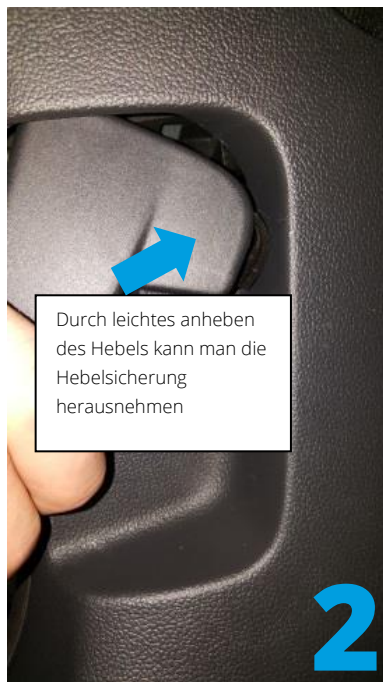 Durch leichtes anheben
des Hebels kann man die
Hebelsicherung
herausnehmen
2